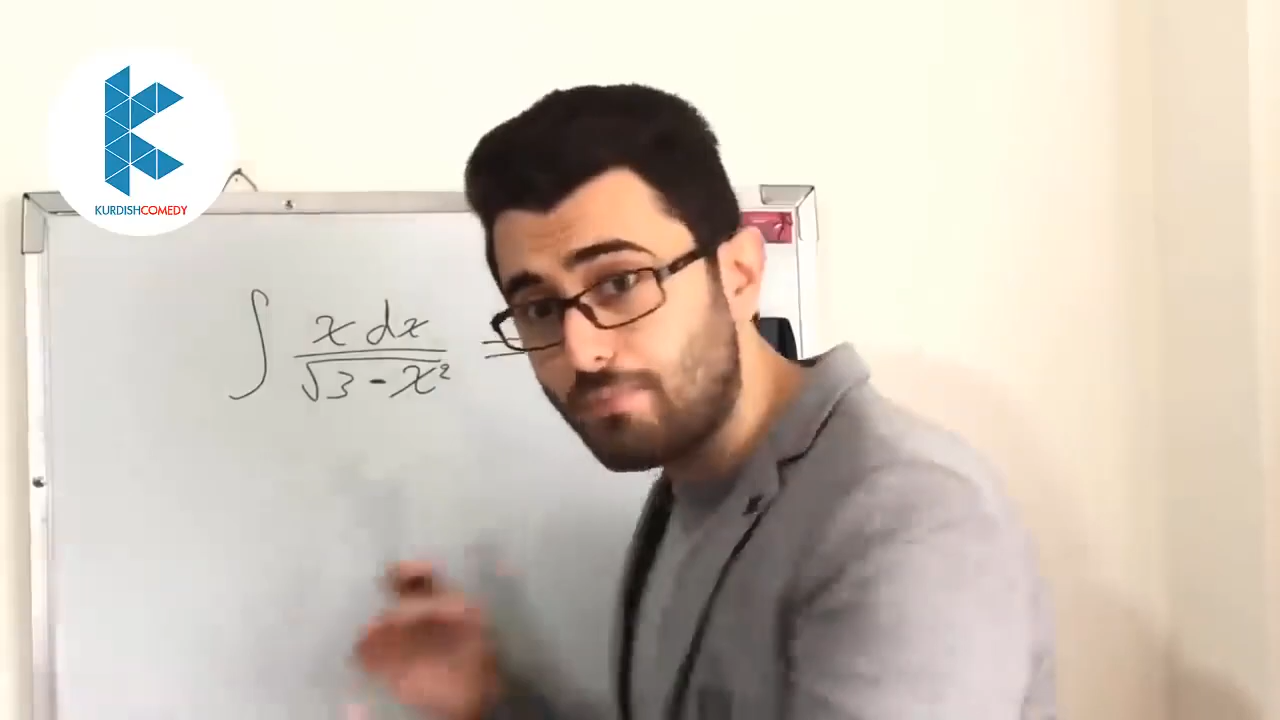 KURDISHCOMEDY
∫ x dx / √3 - x² =